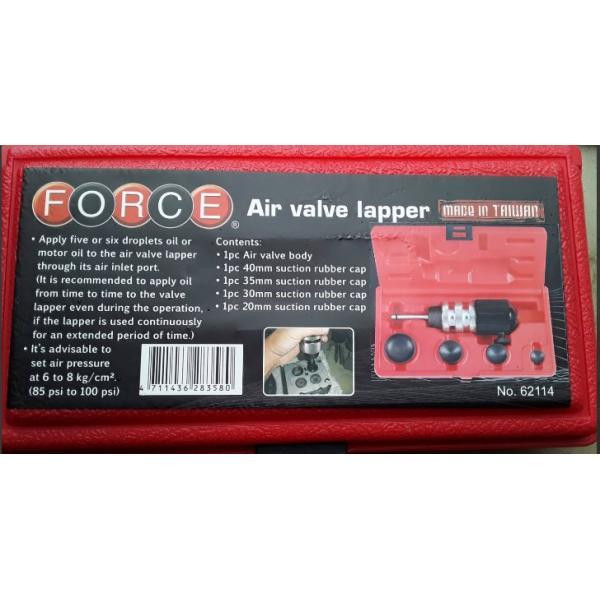 FORCE®
Air valve lapper
MADE IN TAIWAN
• Apply five or six droplets oil or
motor oil to the air valve lapper
through its air inlet port.
(It is recommended to apply oil
from time to time to the valve
lapper even during the operation,
if the lapper is used continuously
for an extended period of time.)
• It's advisable to
set air pressure
at 6 to 8 kg/cm².
(85 psi to 100 psi)
Contents:
• 1pc Air valve body
• 1pc 40mm suction rubber cap
• 1pc 35mm suction rubber cap
• 1pc 30mm suction rubber cap
• 1pc 20mm suction rubber cap
4 711436 283580
No. 62114